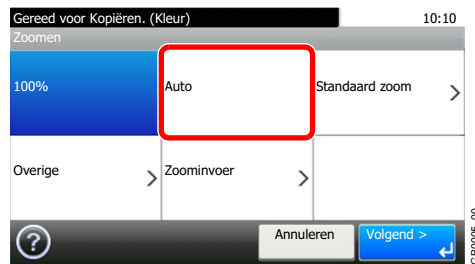 Gereed voor Kopiëren. (Kleur) 10:10
Zoomen
100% Auto Standaard zoom >
Overige > Zoominvoer >
? Annuleren Volgend >